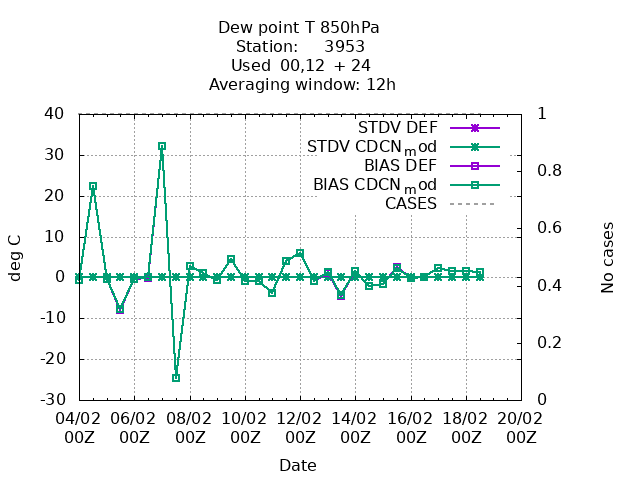 Dew point T 850hPa
Station: 3953
Used 00,12 + 24
Averaging window: 12h
40 1
STDV DEF
STDV CDCNmod
30
BIAS DEF
0.8
BIAS CDCNmod
20
CASES
10 0.6
deg C
No cases
0 0.4
-10
-20 0.2
-30 0
04/02 06/02 08/02 10/02 12/02 14/02 16/02 18/02 20/02
00Z 00Z 00Z 00Z 00Z 00Z 00Z 00Z 00Z
Date